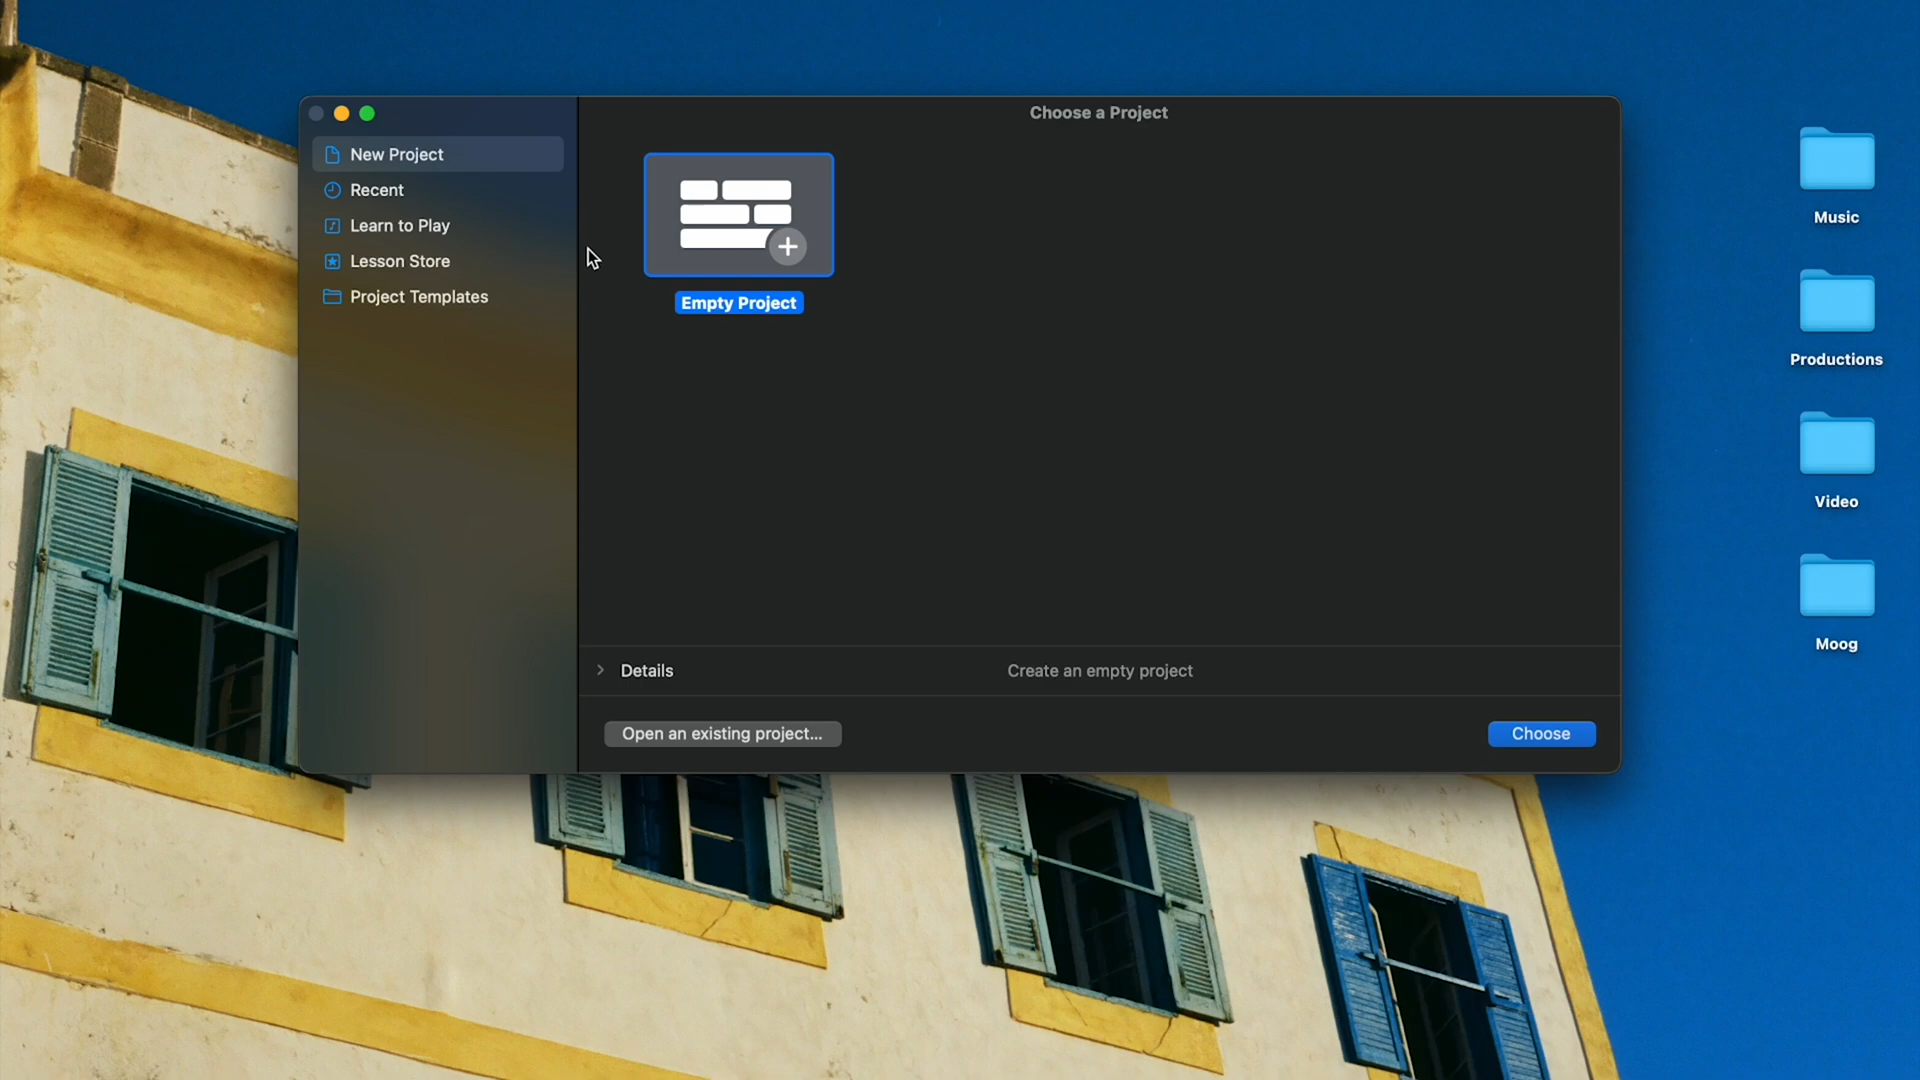 Choose a Project
New Project
Recent
Learn to Play
Lesson Store
Project Templates
Empty Project
Details
Create an empty project
Open an existing project...
Choose
Music
Productions
Video
Moog